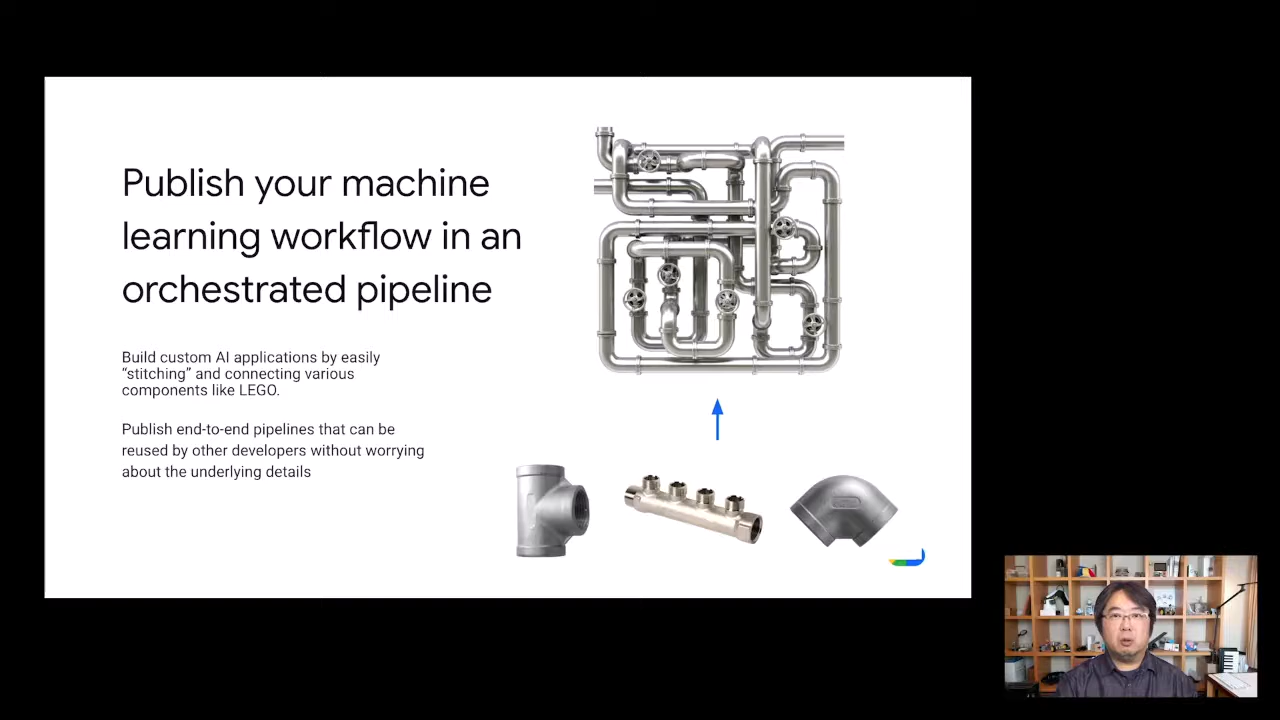 Publish your machine
learning workflow in an
orchestrated pipeline
Build custom AI applications by easily
“stitching” and connecting various
components like LEGO.
Publish end-to-end pipelines that can be
reused by other developers without worrying
about the underlying details